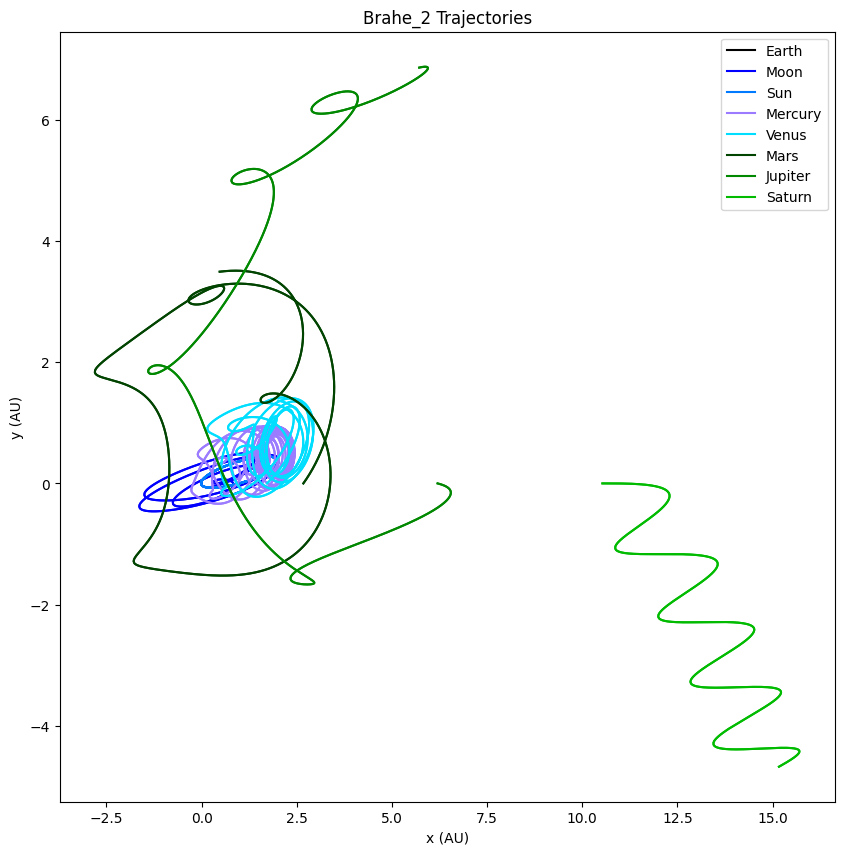 Brahe_2 Trajectories
Earth
Moon
Sun
Mercury
Venus
Mars
Jupiter
Saturn
6
4
2
0
−2
−4
y (AU)
−2.5 0.0 2.5 5.0 7.5 10.0 12.5 15.0
x (AU)